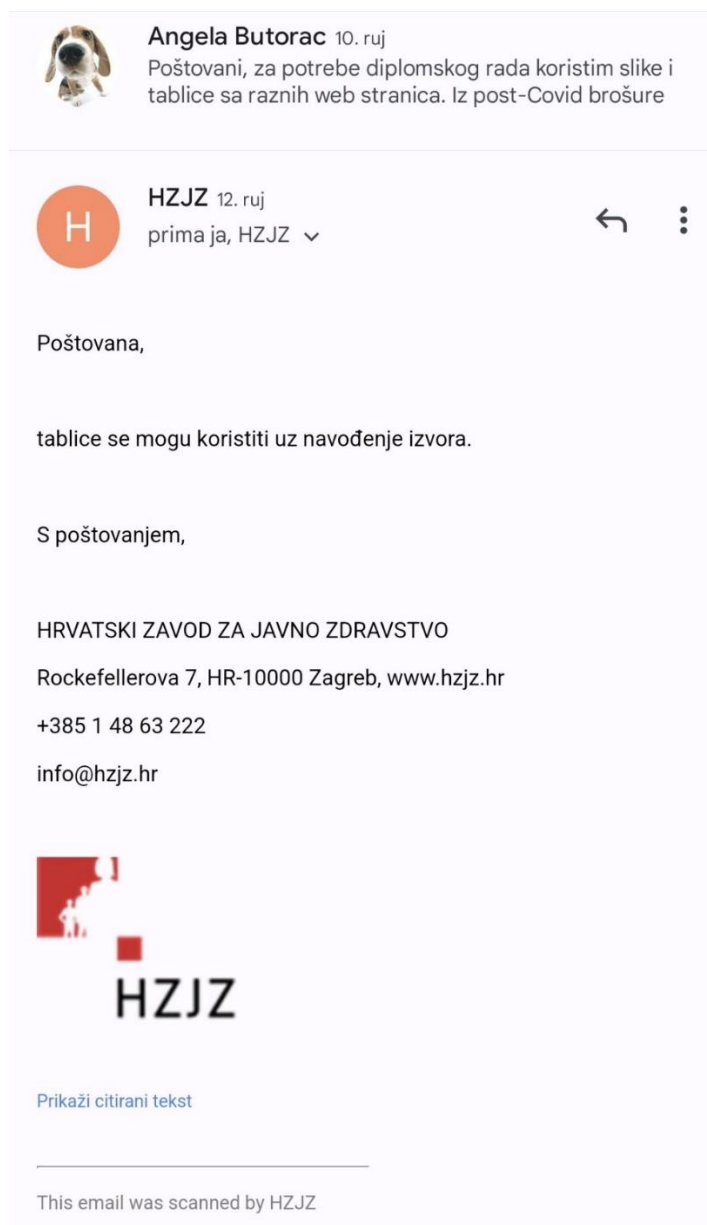 Angela Butorac 10. ruj
Poštovani, za potrebe diplomskog rada koristim slike i
tablice sa raznih web stranica. Iz post-Covid brošure
H
HZJZ 12. ruj
prima ja, HZJZ
Poštovana,
tablice se mogu koristiti uz navođenje izvora.
S poštovanjem,
HRVATSKI ZAVOD ZA JAVNO ZDRAVSTVO
Rockefellerova 7, HR-10000 Zagreb, www.hzjz.hr
+385 1 48 63 222
info@hzjz.hr
HZJZ
Prikaži citirani tekst
This email was scanned by HZJZ